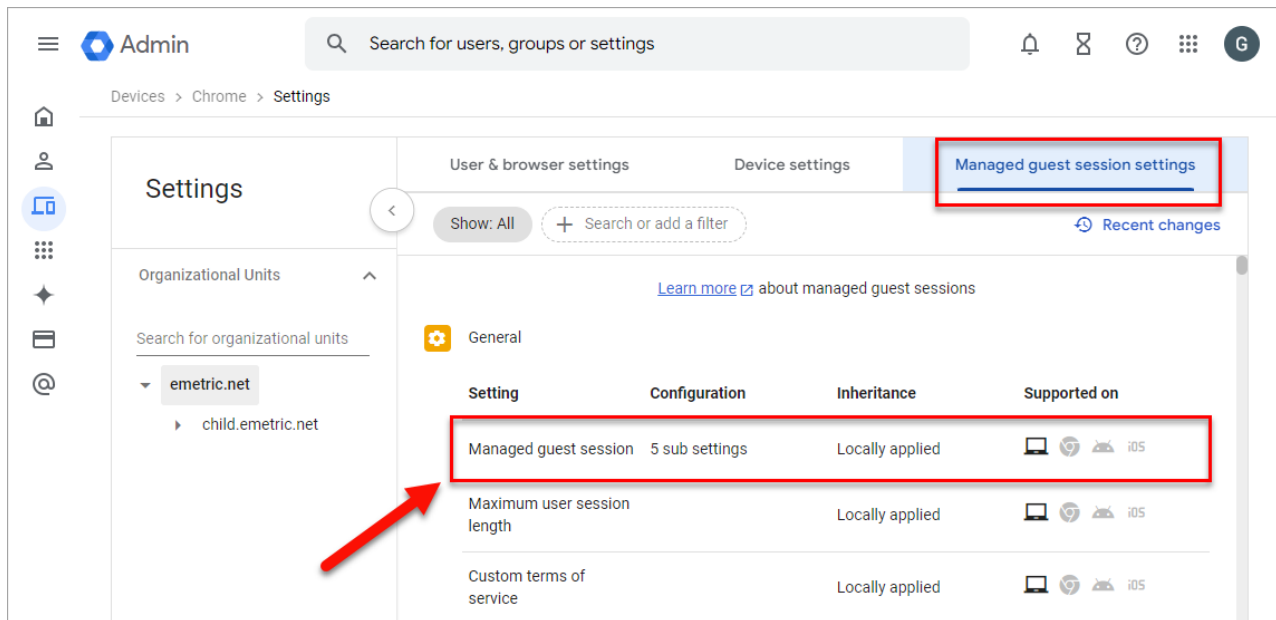 Admin
Search for users, groups or settings
G
Devices > Chrome > Settings
Settings
User & browser settings
Device settings
Managed guest session settings
Show: All
+ Search or add a filter
Recent changes
Organizational Units
Search for organizational units
emetric.net
child.emetric.net
Learn more about managed guest sessions
General
Setting Configuration Inheritance Supported on
Managed guest session 5 sub settings Locally applied iOS
Maximum user session
length
Locally applied iOS
Custom terms of
service
Locally applied iOS